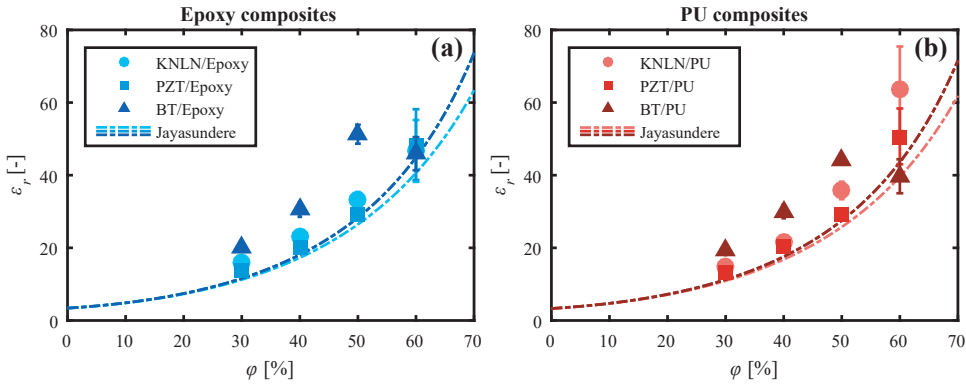 Epoxy composites
(a)
KNLN/Epoxy
PZT/Epoxy
BT/Epoxy
Jayasundere
εr [-]
80
60
40
20
0
0 10 20 30 40 50 60 70
φ [%]
PU composites
(b)
KNLN/PU
PZT/PU
BT/PU
Jayasundere
εr [-]
80
60
40
20
0
0 10 20 30 40 50 60 70
φ [%]